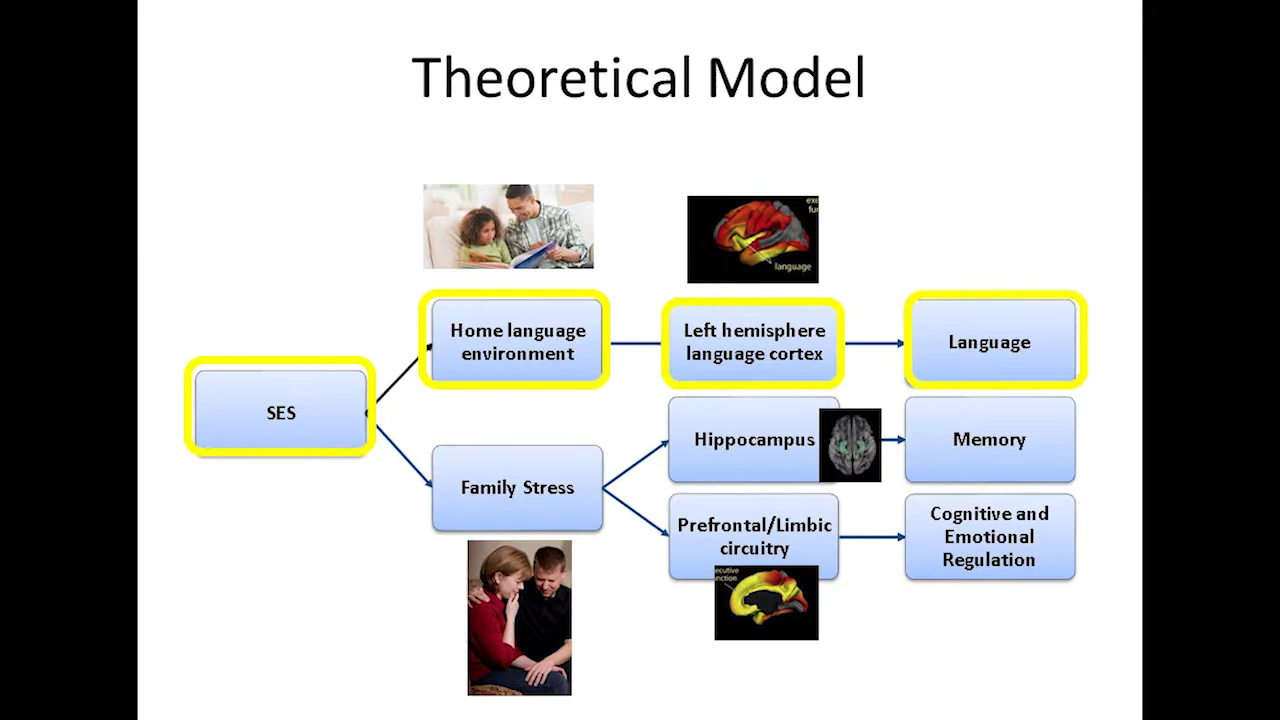 Theoretical Model
language
Home language
environment
Left hemisphere
language cortex
Language
SES
Hippocampus
Memory
Family Stress
Prefrontal/Limbic
circuitry
Cognitive and
Emotional
Regulation